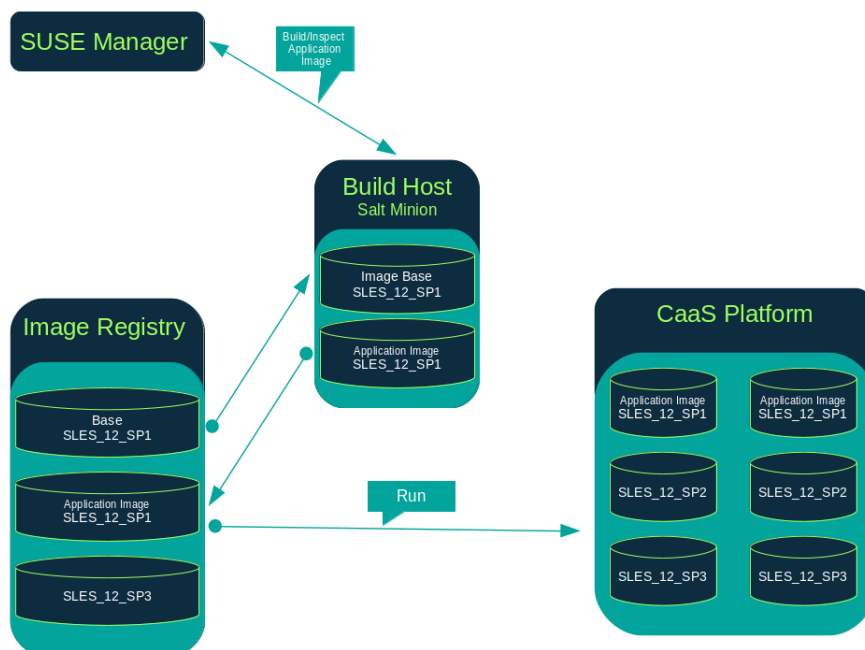 SUSE Manager
Build/Inspect
Application
Image
Build Host
Salt Minion
Image Base
SLES_12_SP1
Application Image
SLES_12_SP1
Image Registry
Base
SLES_12_SP1
Application Image
SLES_12_SP1
SLES_12_SP3
Run
CaaS Platform
Application Image
SLES_12_SP1
Application Image
SLES_12_SP1
SLES_12_SP2
SLES_12_SP2
SLES_12_SP3
SLES_12_SP3